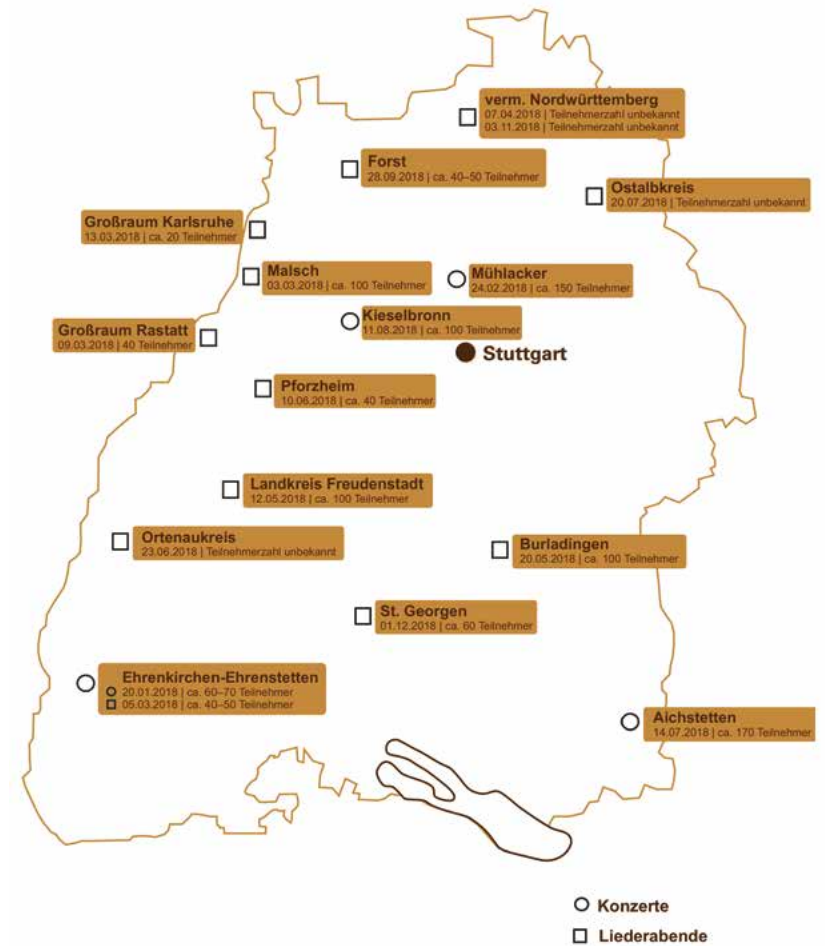 verm. Nordwürttemberg
07.04.2018 | Teilnehmerzahl unbekannt
03.11.2018 | Teilnehmerzahl unbekannt
Forst
28.09.2018 | ca. 40–50 Teilnehmer
Ostalbkreis
20.07.2018 | Teilnehmerzahl unbekannt
Großraum Karlsruhe
13.03.2018 | ca. 20 Teilnehmer
Malsch
03.03.2018 | ca. 100 Teilnehmer
Mühlacker
24.02.2018 | ca. 150 Teilnehmer
Kieselbronn
11.08.2018 | ca. 100 Teilnehmer
Großraum Rastatt
09.03.2018 | 40 Teilnehmer
Stuttgart
Pforzheim
10.06.2018 | ca. 40 Teilnehmer
Landkreis Freudenstadt
12.05.2018 | ca. 100 Teilnehmer
Ortenaukreis
23.06.2018 | Teilnehmerzahl unbekannt
Burladingen
20.05.2018 | ca. 100 Teilnehmer
St. Georgen
01.12.2018 | ca. 60 Teilnehmer
Ehrenkirchen-Ehrenstetten
20.01.2018 | ca. 60–70 Teilnehmer
05.03.2018 | ca. 40–50 Teilnehmer
Aichstetten
14.07.2018 | ca. 170 Teilnehmer
Konzerte
Liederabende